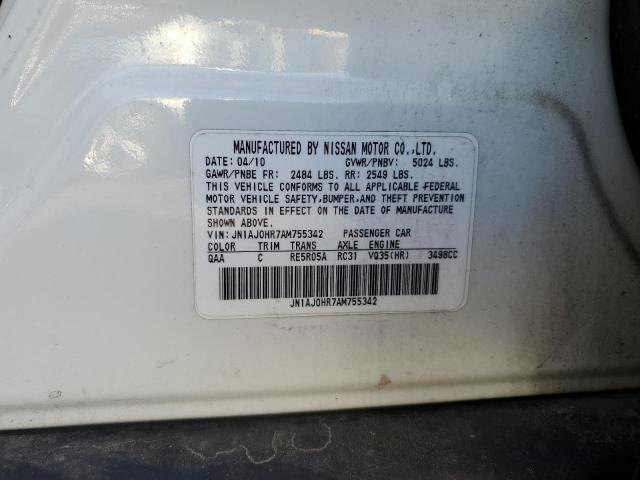 MANUFACTURED BY NISSAN MOTOR CO.,LTD.
DATE: 04/10 GVWR/PNBV: 5024 LBS.
GAWR/PNBE FR: 2484 LBS. RR: 2549 LBS.
THIS VEHICLE CONFORMS TO ALL APPLICABLE FEDERAL
MOTOR VEHICLE SAFETY, BUMPER, AND THEFT PREVENTION
STANDARDS IN EFFECT ON THE DATE OF MANUFACTURE
SHOWN ABOVE.
VIN: JN1AJ0HR7AM755342 PASSENGER CAR
COLOR TRIM TRANS AXLE ENGINE
QAA C RE5R05A RC31 VQ35(HR) 3498CC
JN1AJ0HR7AM755342